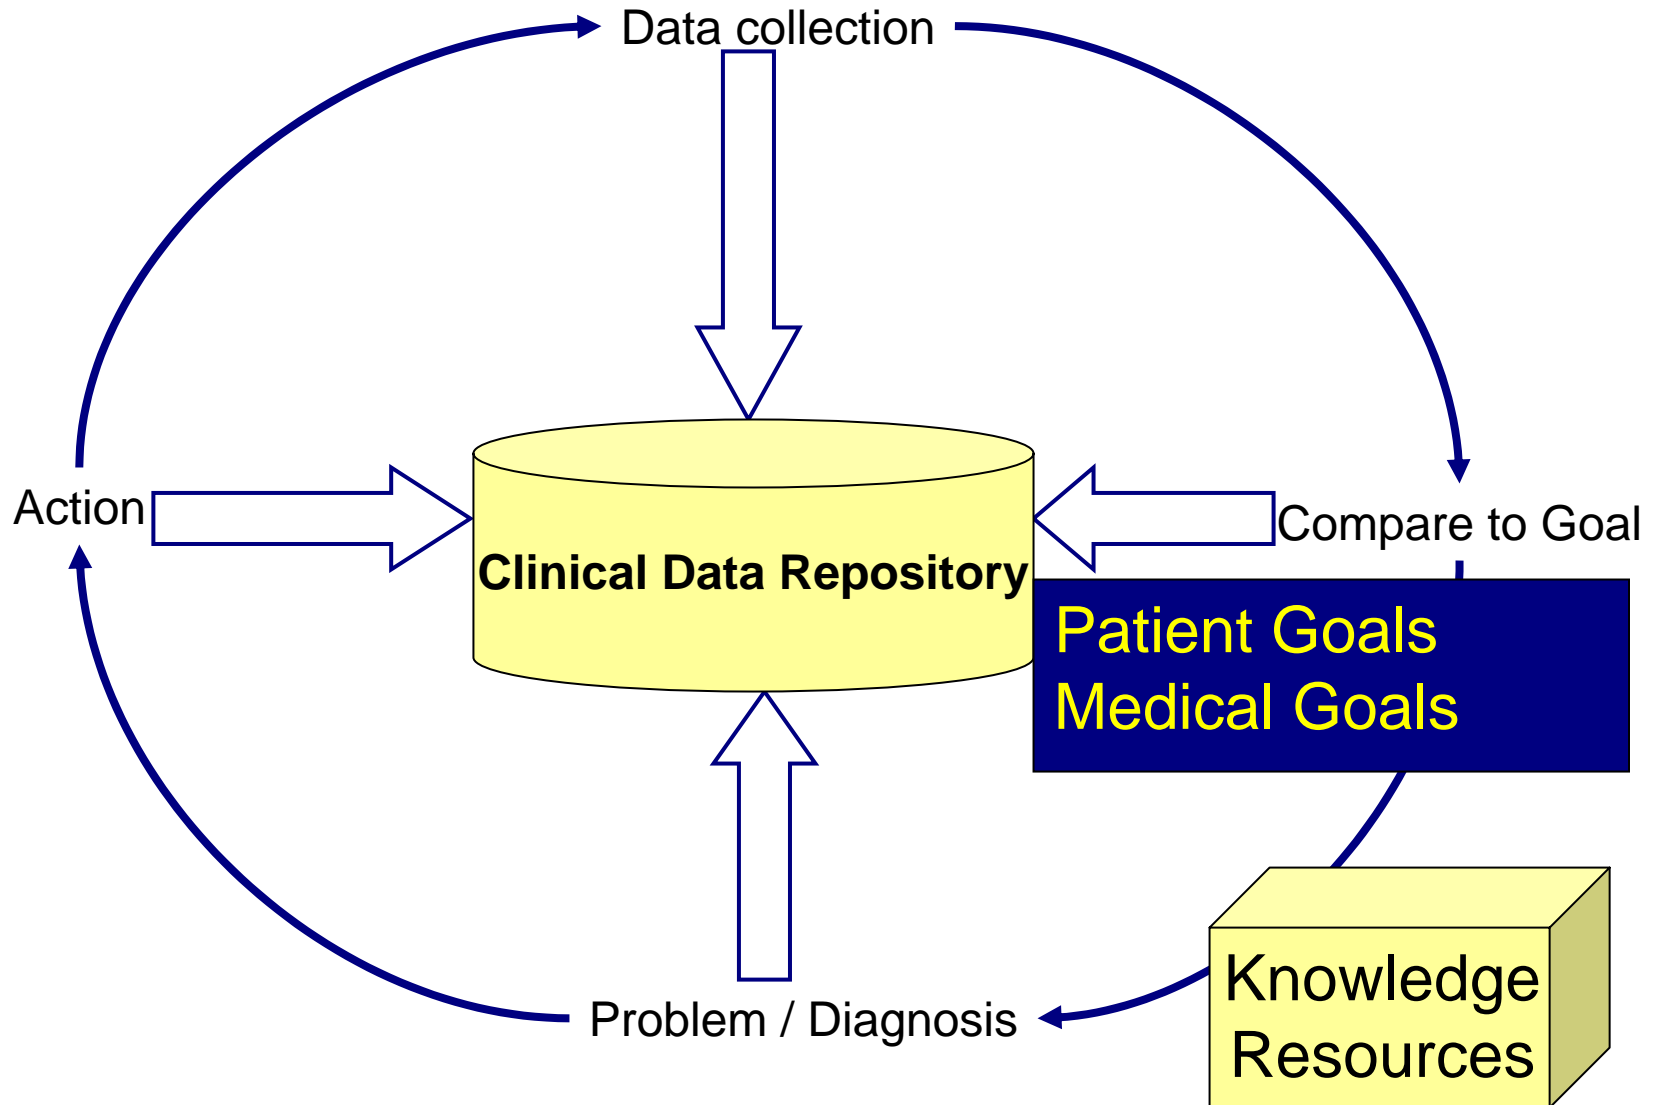 Data collection
Action
Compare to Goal
Clinical Data Repository
Patient Goals
Medical Goals
Problem / Diagnosis
Knowledge
Resources